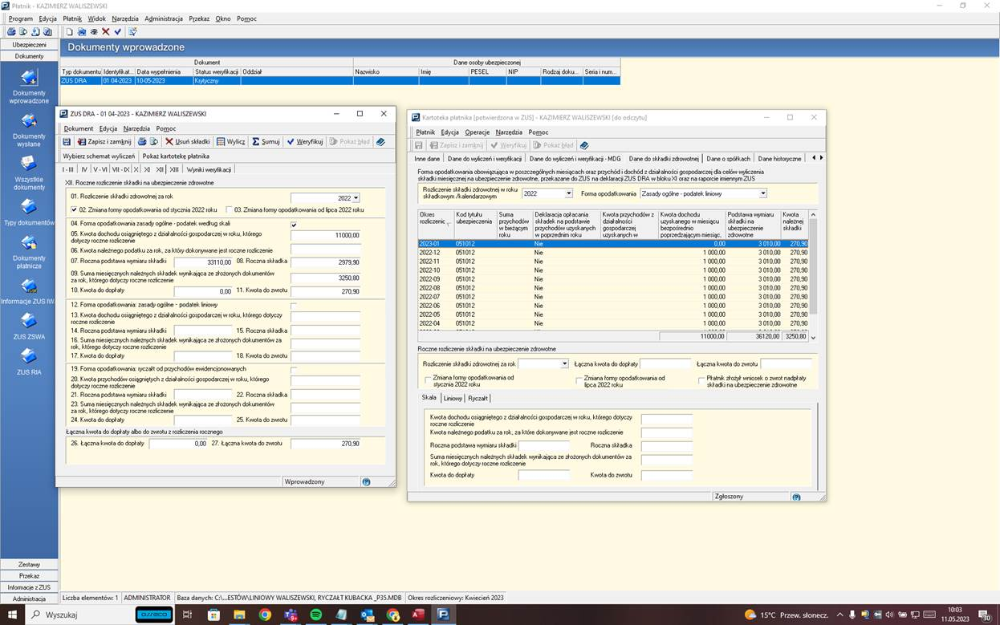 Płatnik - KAZIMIERZ WALISZEWSKI
Program Edycja Płatnik Widok Narzędzia Administracja Przekaz Okno Pomoc
Ubezpieczeni
Dokumenty
Dokumenty wprowadzone
Dokumenty wysłane
Wszystkie dokumenty
Typy dokumentów
Dokumenty płatnicze
Informacje ZUS IWA
ZUS ZSWA
ZUS RIA
Zestawy
Przekaz
Informacje z ZUS
Administracja
Dokumenty wprowadzone
Dokument Dane osoby ubezpieczonej
Typ dokumentu Identyfikat... Data wypełnienia Status weryfikacji Oddział Nazwisko Imię PESEL NIP Rodzaj doku... Seria i num...
ZUS DRA 01 04-2023 10-05-2023 Krytyczny
ZUS DRA - 01 04-2023 - KAZIMIERZ WALISZEWSKI
Dokument Edycja Narzędzia Pomoc
Zapisz i zamknij Usuń składki Wylicz Sumuj Weryfikuj Pokaż błąd
Wybierz schemat wyliczeń Pokaż kartotekę płatnika
I - III IV V - VI VII - IX X XI XII XIII Wyniki weryfikacji
XII. Roczne rozliczenie składki na ubezpieczenie zdrowotne
01. Rozliczenie składki zdrowotnej za rok 2022
02. Zmiana formy opodatkowania od stycznia 2022 roku 03. Zmiana formy opodatkowania od lipca 2022 roku
04. Forma opodatkowania zasady ogólne - podatek według skali
05. Kwota dochodu osiągniętego z działalności gospodarczej w roku, którego dotyczy roczne rozliczenie 11000,00
06. Kwota należnego podatku za rok, za który dokonywane jest roczne rozliczenie
07. Roczna podstawa wymiaru składki 33110,00 08. Roczna składka 2979,90
09. Suma miesięcznych należnych składek wynikająca ze złożonych dokumentów za rok, którego dotyczy roczne rozliczenie 3250,80
10. Kwota do dopłaty 0,00 11. Kwota do zwrotu 270,90
12. Forma opodatkowania: zasady ogólne - podatek liniowy
13. Kwota dochodu osiągniętego z działalności gospodarczej w roku, którego dotyczy roczne rozliczenie
14. Roczna podstawa wymiaru składki 15. Roczna składka
16. Suma miesięcznych należnych składek wynikająca ze złożonych dokumentów za rok, którego dotyczy roczne rozliczenie
17. Kwota do dopłaty 18. Kwota do zwrotu
19. Forma opodatkowania: ryczałt od przychodów ewidencjonowanych
20. Kwota przychodów osiągniętych z działalności gospodarczej w roku, którego dotyczy roczne rozliczenie
21. Roczna podstawa wymiaru składki 22. Roczna składka
23. Suma miesięcznych należnych składek wynikająca ze złożonych dokumentów za rok, którego dotyczy roczne rozliczenie
24. Kwota do dopłaty 25. Kwota do zwrotu
Łączna kwota do dopłaty albo do zwrotu z rozliczenia rocznego
26. Łączna kwota do dopłaty 0,00 27. Łączna kwota do zwrotu 270,90
Wprowadzony
Kartoteka płatnika [potwierdzona w ZUS] - KAZIMIERZ WALISZEWSKI [do odczytu]
Płatnik Edycja Operacje Narzędzia Pomoc
Zapisz i zamknij Weryfikuj Pokaż błąd
Inne dane Dane do wyliczeń i weryfikacji Dane do wyliczeń i weryfikacji - MDG Dane do składki zdrowotnej Dane o spółkach Dane historyczne
Forma opodatkowania obowiązująca w poszczególnych miesiącach oraz przychód i dochód z działalności gospodarczej dla celów wyliczenia składki miesięcznej na ubezpieczenie zdrowotne, przekazane do ZUS na deklaracji ZUS DRA w bloku XI oraz na raporcie imiennym ZUS
Rozliczenie składki zdrowotnej w roku składkowym /kalendarzowym 2022 Forma opodatkowania Zasady ogólne - podatek liniowy
Okres rozliczenic Kod tytułu ubezpieczenia Suma przychodów w bieżącym roku Deklaracja opłacania składek na podstawie przychodów uzyskanych w poprzednim roku Kwota przychodów z działalności gospodarczej uzyskanych w Kwota dochodu uzyskanego w miesiącu bezpośrednio poprzedzającym miesiąc, Podstawa wymiaru składki na ubezpieczenie zdrowotne Kwota należnej składki
2023-01 051012 Nie 0,00 3 010,00 270,90
2022-12 051012 Nie 1 000,00 3 010,00 270,90
2022-11 051012 Nie 1 000,00 3 010,00 270,90
2022-10 051012 Nie 1 000,00 3 010,00 270,90
2022-09 051012 Nie 1 000,00 3 010,00 270,90
2022-08 051012 Nie 1 000,00 3 010,00 270,90
2022-07 051012 Nie 1 000,00 3 010,00 270,90
2022-06 051012 Nie 1 000,00 3 010,00 270,90
2022-05 051012 Nie 1 000,00 3 010,00 270,90
2022-04 051012 Nie 1 000,00 3 010,00 270,90
11000,00 36120,00 3250,80
Roczne rozliczenie składki na ubezpieczenie zdrowotne
Rozliczenie składki zdrowotnej za rok Łączna kwota do dopłaty Łączna kwota do zwrotu
Zmiana formy opodatkowania od stycznia 2022 roku Zmiana formy opodatkowania od lipca 2022 roku Płatnik złożył wniosek o zwrot nadpłaty składki na ubezpieczenie zdrowotne
Skala Liniowy Ryczałt
Kwota dochodu osiągniętego z działalności gospodarczej w roku, którego dotyczy roczne rozliczenie
Kwota należnego podatku za rok, za które dokonywane jest roczne rozliczenie
Roczna podstawa wymiaru składki Roczna składka
Suma miesięcznych należnych składek wynikająca ze złożonych dokumentów za rok, którego dotyczy roczne rozliczenie
Kwota do dopłaty Kwota do zwrotu
Zgłoszony
Liczba elementów: 1 ADMINISTRATOR Baza danych: C:\...ESTÓW\LINIOWY WALISZEWSKI, RYCZAŁT KUBACKA _P35.MDB Okres rozliczeniowy: Kwiecień 2023
Wyszukaj
asseco
15°C Przew. słonecz.
10:03
11.05.2023
30